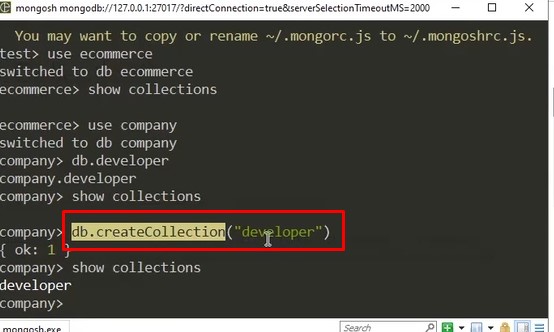 mongosh mongodb://127.0.0.1:27017/?directConnection=true&serverSelectionTimeoutMS=2000
You may want to copy or rename ~/.mongorc.js to ~/.mongoshrc.js.
test> use ecommerce
switched to db ecommerce
ecommerce> show collections
ecommerce> use company
switched to db company
company> db.developer
company.developer
company> show collections
company> db.createCollection("developer")
{ ok: 1 }
company> show collections
developer
company>
mongosh.exe
Search